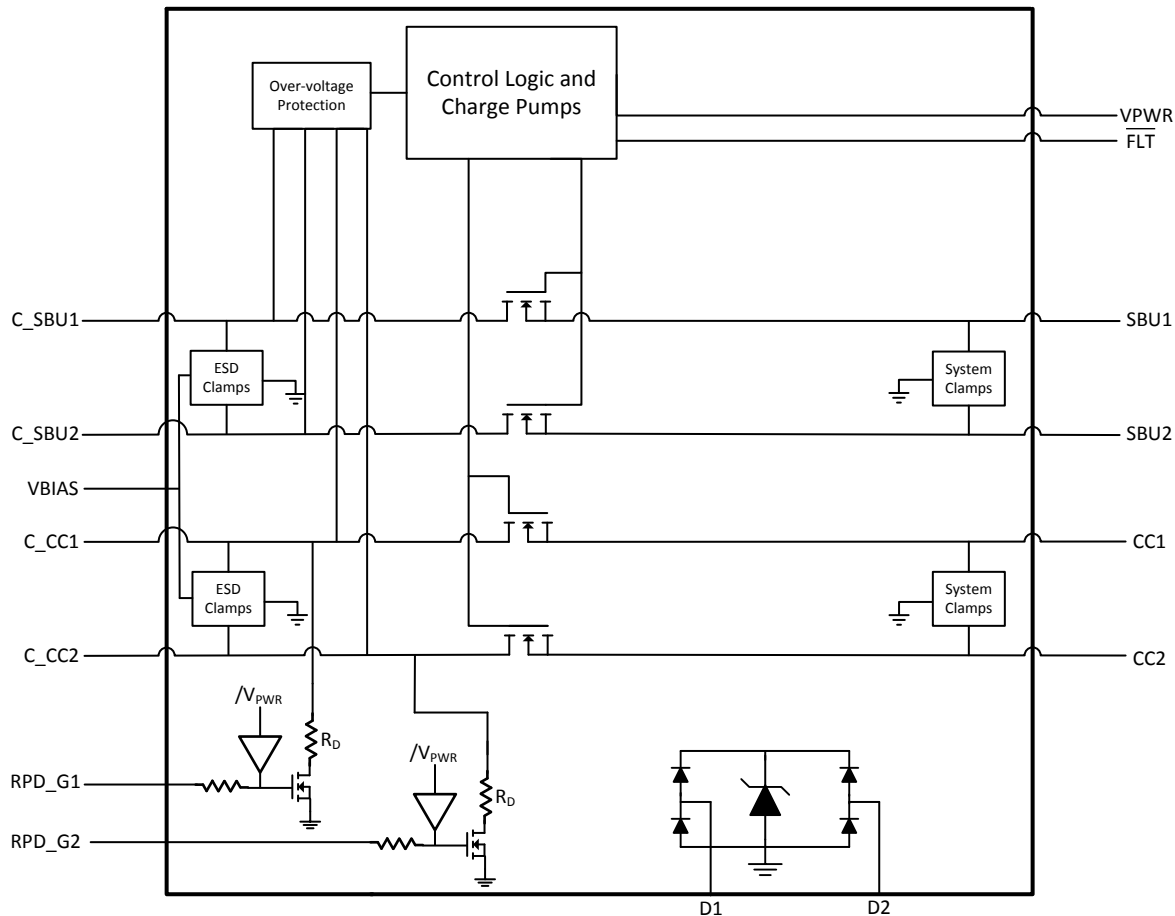 Control Logic and
Charge Pumps
Over-voltage
Protection
VPWR
FLT
C_SBU1
SBU1
ESD
Clamps
System
Clamps
C_SBU2
SBU2
VBIAS
C_CC1
CC1
ESD
Clamps
System
Clamps
C_CC2
CC2
/VPWR
RD
/VPWR
RPD_G1
RD
RPD_G2
D1
D2